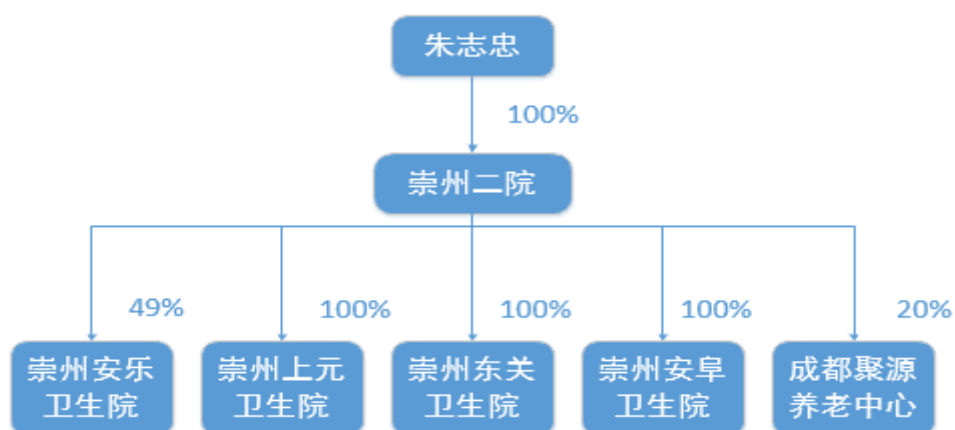 朱志忠
100%
崇州二院
49%
100%
100%
100%
20%
崇州安乐
卫生院
崇州上元
卫生院
崇州东关
卫生院
崇州安阜
卫生院
成都聚源
养老中心